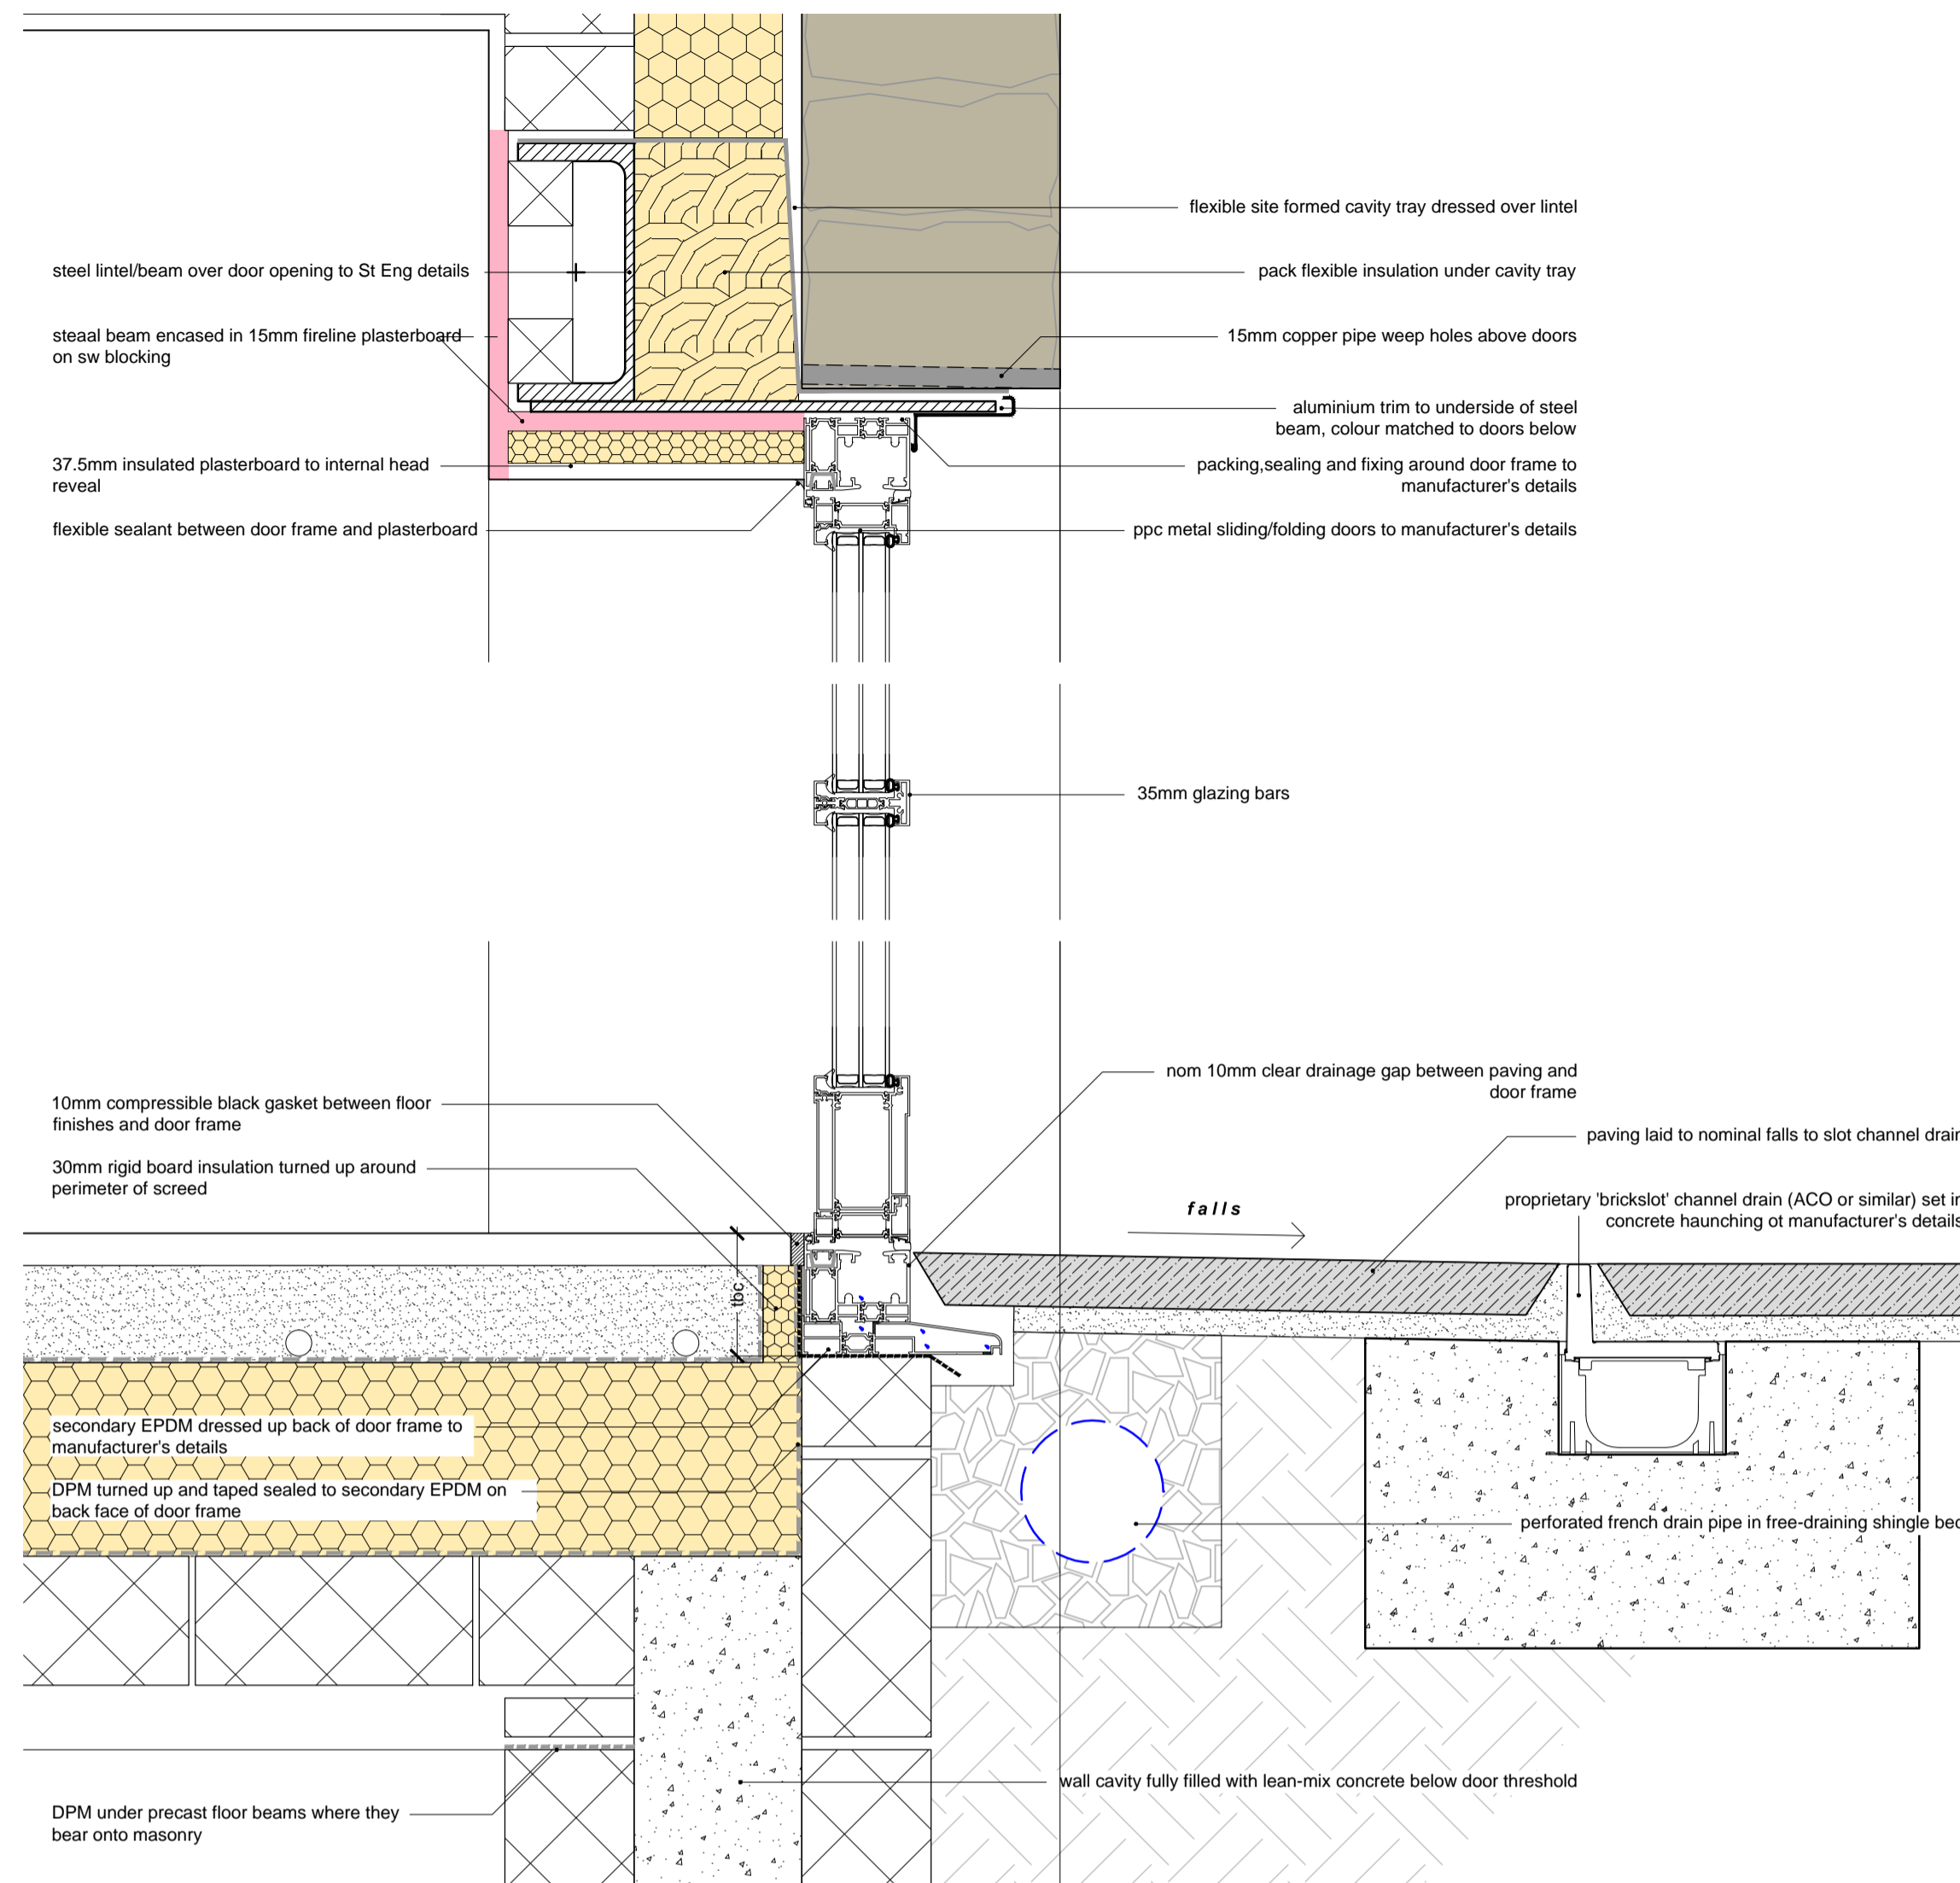 flexible site formed cavity tray dressed over lintel
steel lintel/beam over door opening to St Eng details
pack flexible insulation under cavity tray
steaal beam encased in 15mm fireline plasterboard
on sw blocking
15mm copper pipe weep holes above doors
aluminium trim to underside of steel
beam, colour matched to doors below
37.5mm insulated plasterboard to internal head
reveal
packing,sealing and fixing around door frame to
manufacturer's details
flexible sealant between door frame and plasterboard
ppc metal sliding/folding doors to manufacturer's details
35mm glazing bars
nom 10mm clear drainage gap between paving and
door frame
10mm compressible black gasket between floor
finishes and door frame
paving laid to nominal falls to slot channel drain
30mm rigid board insulation turned up around
perimeter of screed
proprietary 'brickslot' channel drain (ACO or similar) set in
concrete haunching ot manufacturer's details
falls
tbc
secondary EPDM dressed up back of door frame to
manufacturer's details
DPM turned up and taped sealed to secondary EPDM on
back face of door frame
perforated french drain pipe in free-draining shingle bed
wall cavity fully filled with lean-mix concrete below door threshold
DPM under precast floor beams where they
bear onto masonry